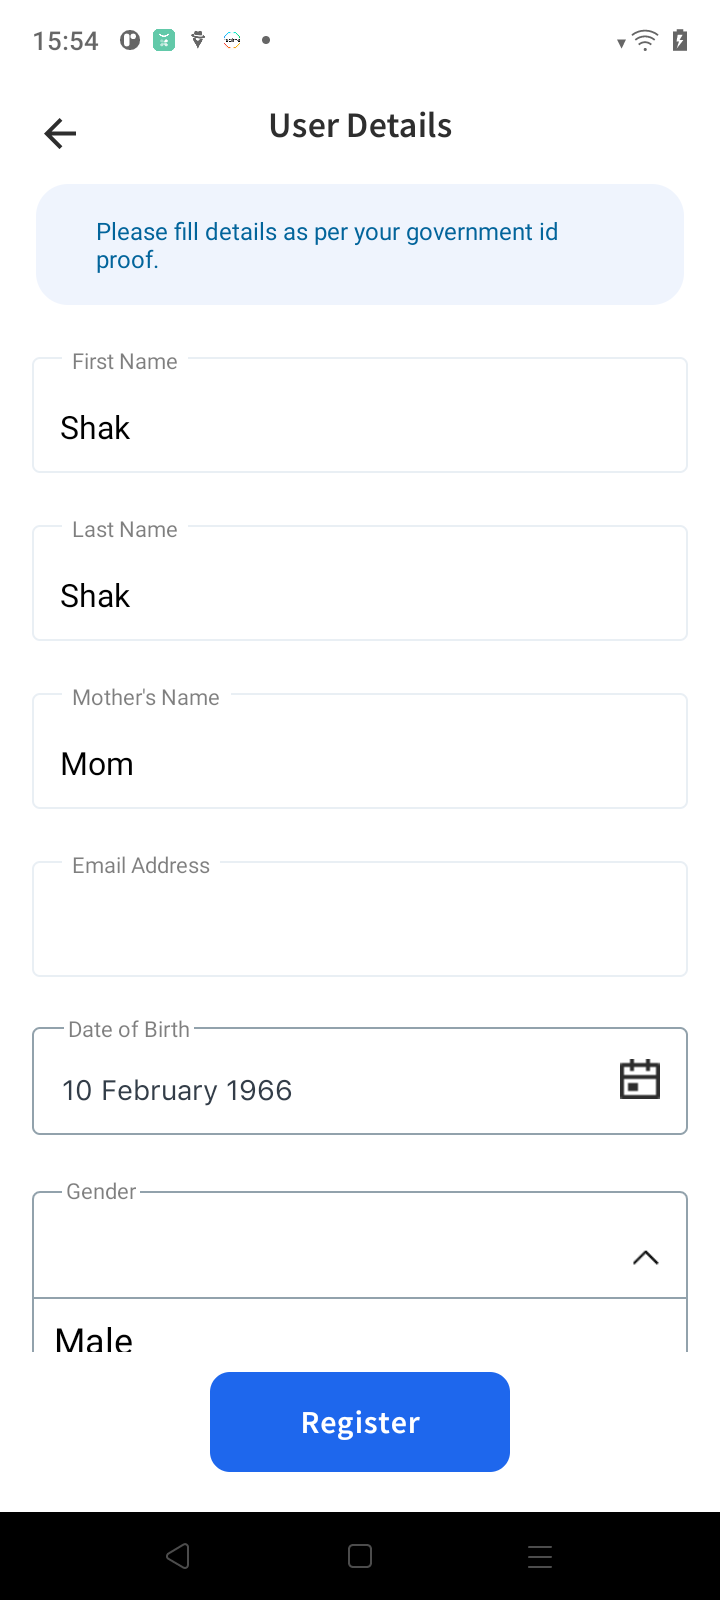 15:54
User Details
Please fill details as per your government id
proof.
First Name
Shak
Last Name
Shak
Mother's Name
Mom
Email Address
Date of Birth
10 February 1966
Gender
Male
Register